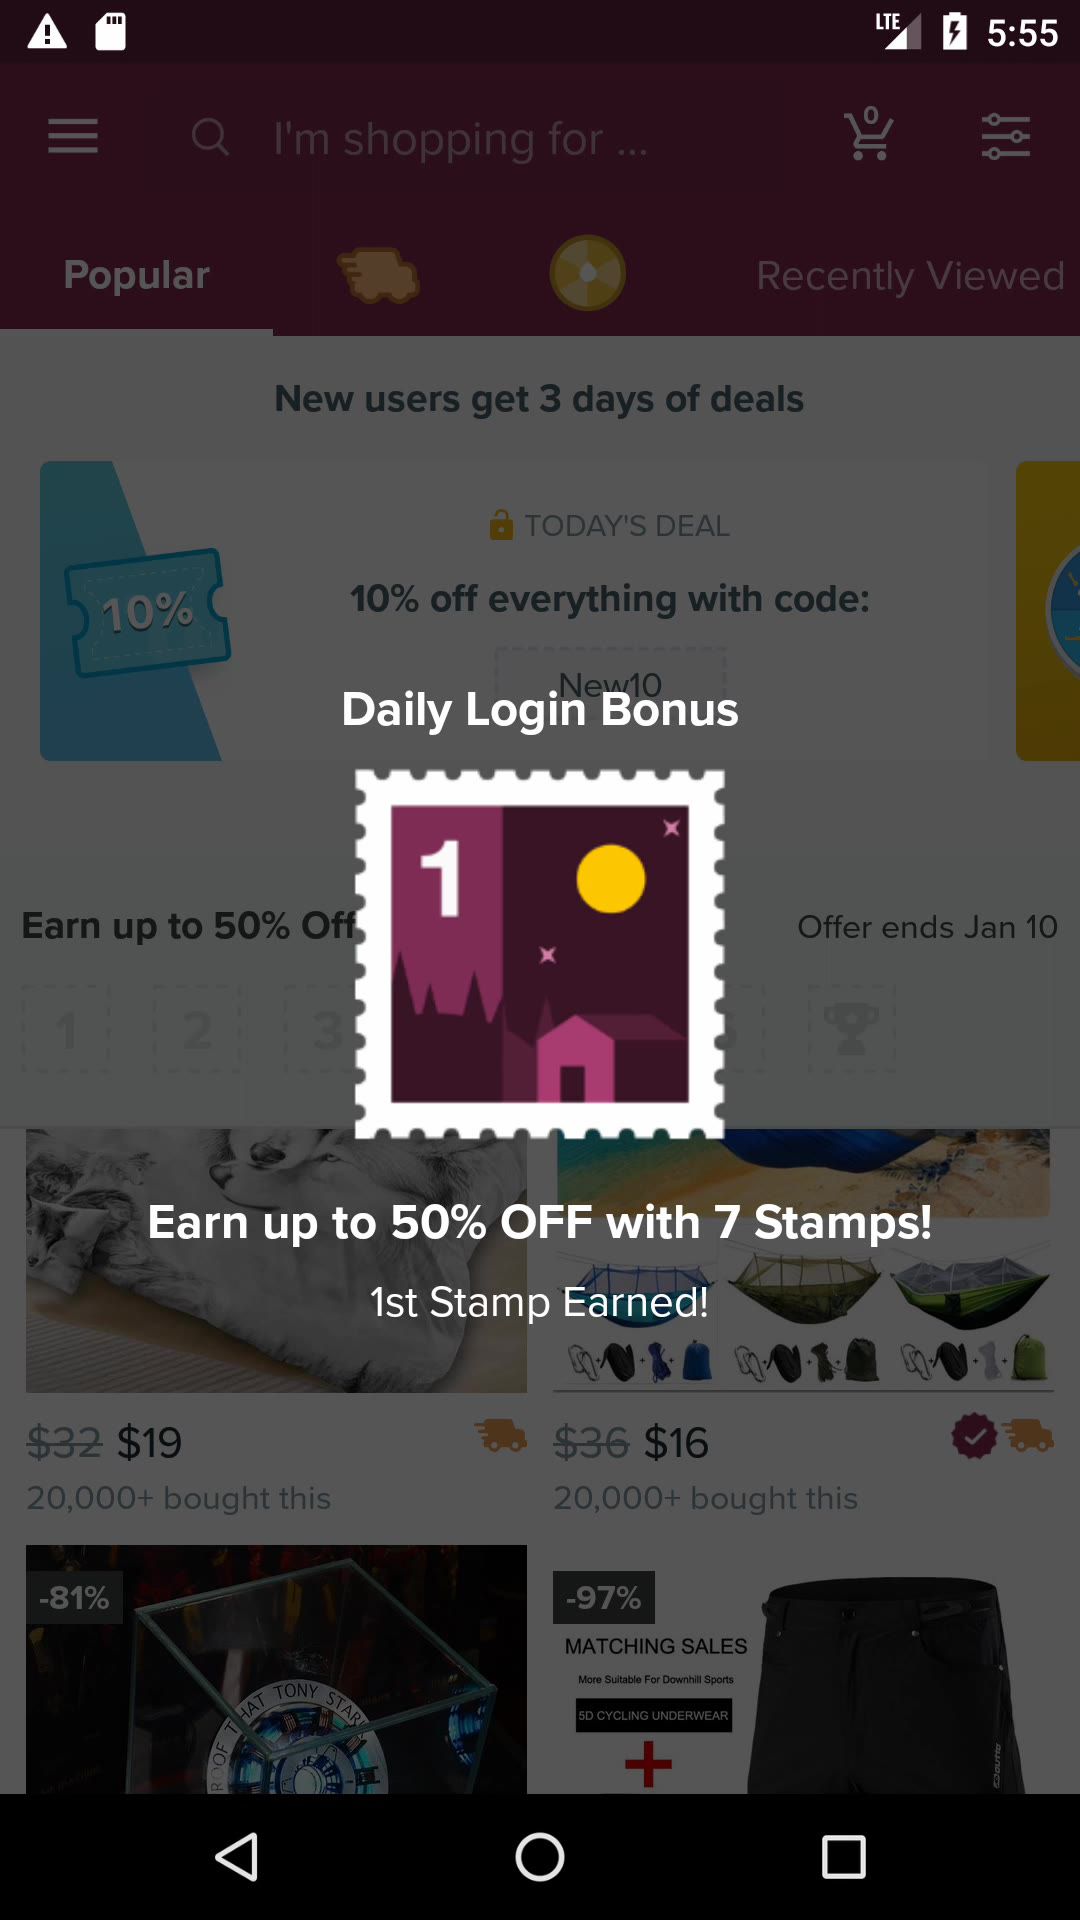 LTE 5:55
I'm shopping for ...
0
Popular
Recently Viewed
New users get 3 days of deals
TODAY'S DEAL
10%
10% off everything with code:
New10
Daily Login Bonus
1
Earn up to 50% Off
Offer ends Jan 10
1 2 3
Earn up to 50% OFF with 7 Stamps!
1st Stamp Earned!
$32 $19
20,000+ bought this
$36 $16
20,000+ bought this
-81%
THAT TONY STAR
-97%
MATCHING SALES
More Suitable For Downhill Sports
5D CYCLING UNDERWEAR